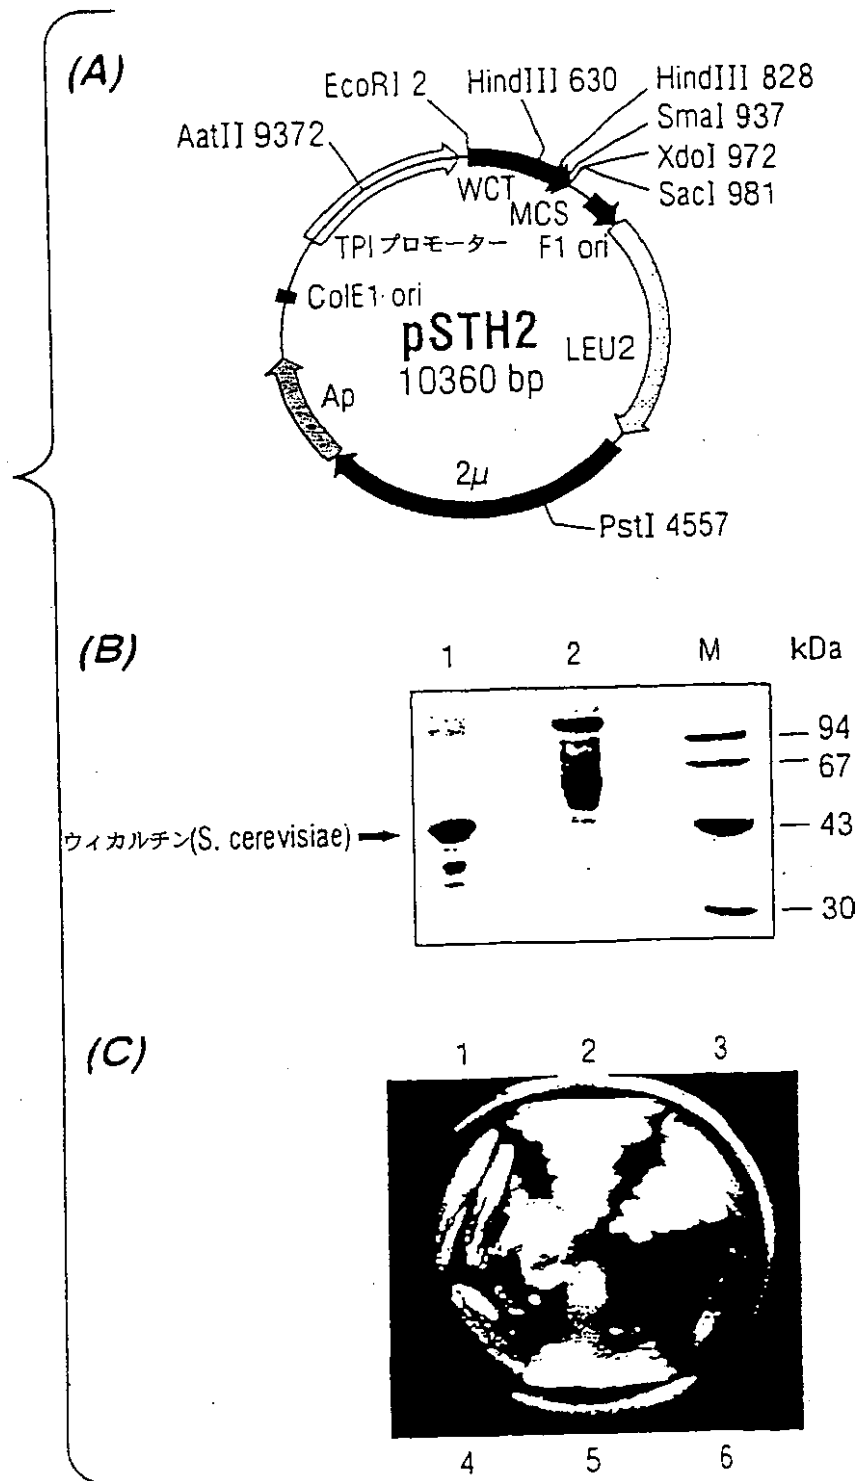 (A)
EcoRI 2
HindIII 630
HindIII 828
SmaI 937
XdoI 972
SacI 981
AatII 9372
WCT
MCS
F1 ori
TPIプロモーター
ColE1 ori
pSTH2
10360 bp
LEU2
Ap
2μ
PstI 4557
(B)
1 2 M kDa
94
67
ウィカルチン(S. cerevisiae)
43
30
(C)
1 2 3
4 5 6